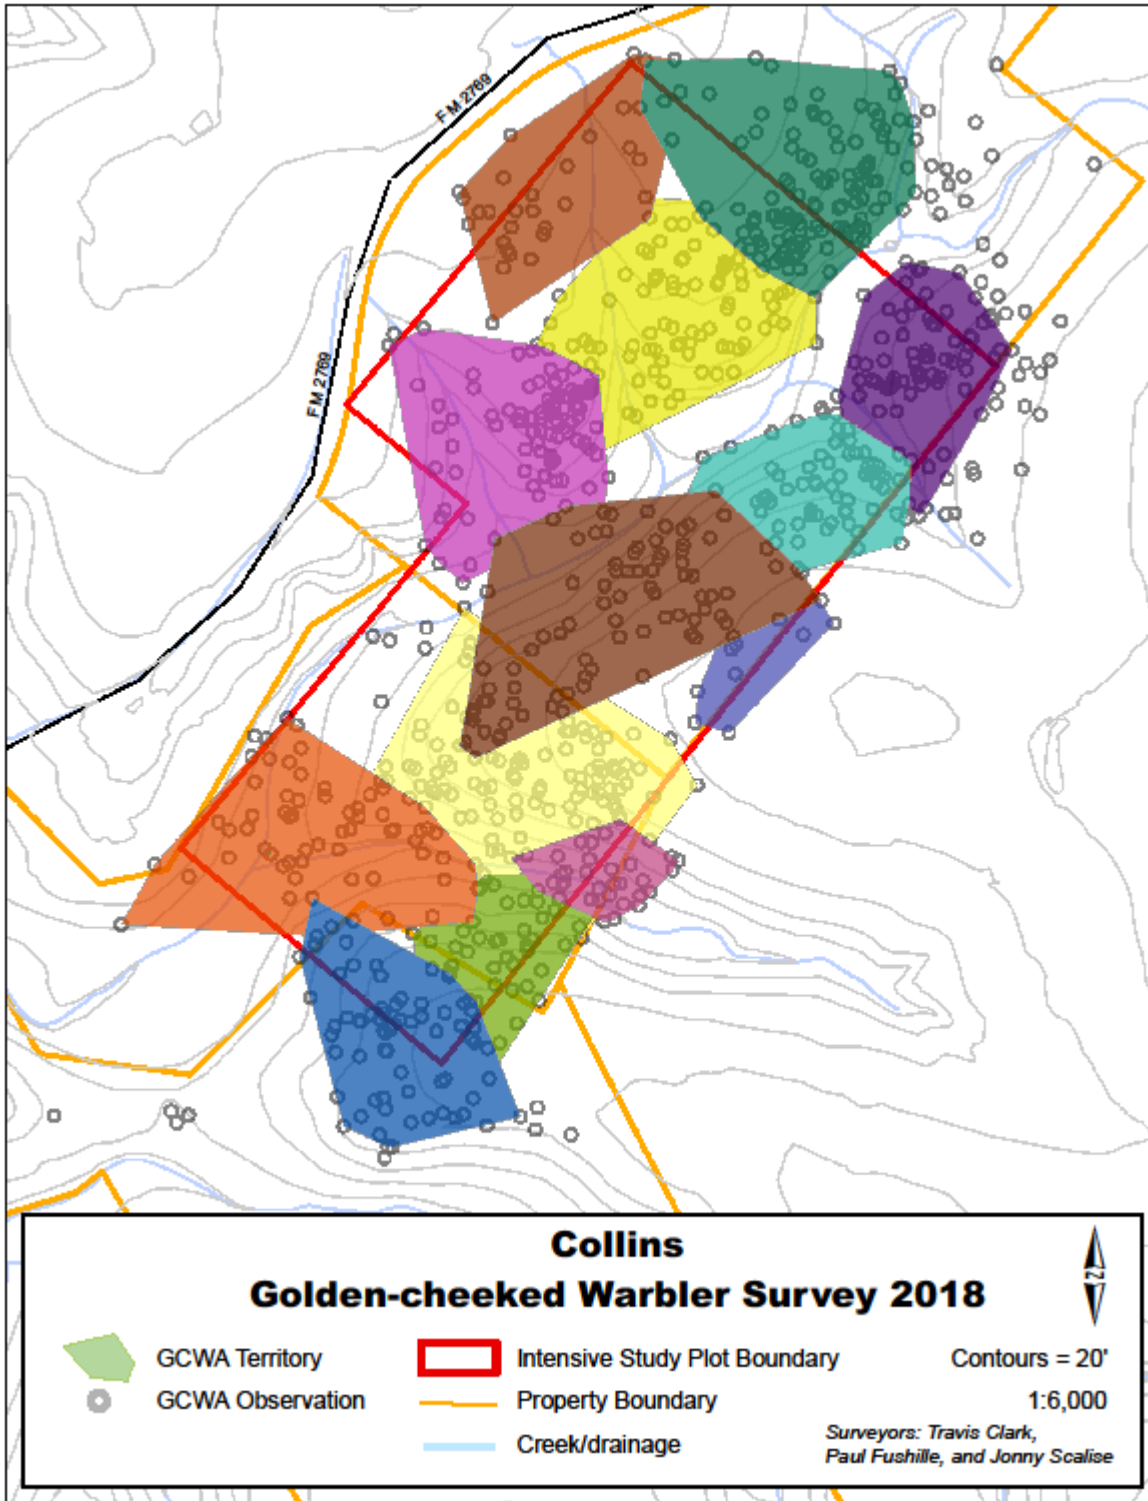 FM 2769
FM 2769
Collins
Golden-cheeked Warbler Survey 2018
N
GCWA Territory
Intensive Study Plot Boundary
Contours = 20'
GCWA Observation
Property Boundary
1:6,000
Creek/drainage
Surveyors: Travis Clark,
Paul Fushille, and Jonny Scalise